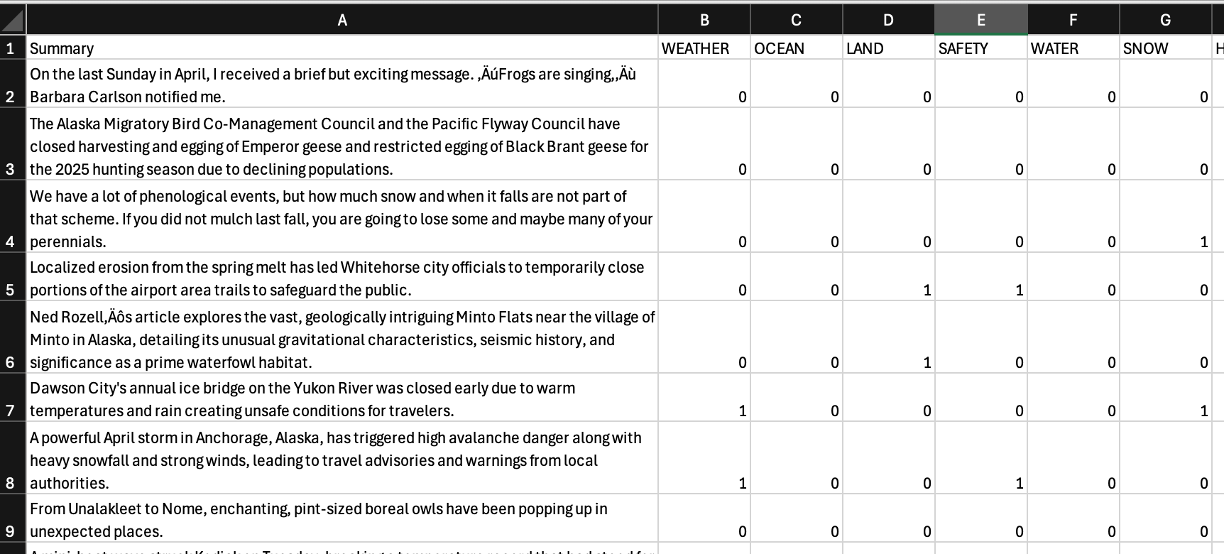 A B C D E F G
1 Summary WEATHER OCEAN LAND SAFETY WATER SNOW H
On the last Sunday in April, I received a brief but exciting message. ‚ÄúFrogs are singing,‚Äù
2 Barbara Carlson notified me. 0 0 0 0 0 0
The Alaska Migratory Bird Co-Management Council and the Pacific Flyway Council have
closed harvesting and egging of Emperor geese and restricted egging of Black Brant geese for
3 the 2025 hunting season due to declining populations. 0 0 0 0 0 0
We have a lot of phenological events, but how much snow and when it falls are not part of
that scheme. If you did not mulch last fall, you are going to lose some and maybe many of your
4 perennials. 0 0 0 0 0 1
Localized erosion from the spring melt has led Whitehorse city officials to temporarily close
5 portions of the airport area trails to safeguard the public. 0 0 1 1 0 0
Ned Rozell‚Äôs article explores the vast, geologically intriguing Minto Flats near the village of
Minto in Alaska, detailing its unusual gravitational characteristics, seismic history, and
6 significance as a prime waterfowl habitat. 0 0 1 0 0 0
Dawson City's annual ice bridge on the Yukon River was closed early due to warm
7 temperatures and rain creating unsafe conditions for travelers. 1 0 0 0 0 1
A powerful April storm in Anchorage, Alaska, has triggered high avalanche danger along with
heavy snowfall and strong winds, leading to travel advisories and warnings from local
8 authorities. 1 0 0 1 0 0
From Unalakleet to Nome, enchanting, pint-sized boreal owls have been popping up in
9 unexpected places. 0 0 0 0 0 0